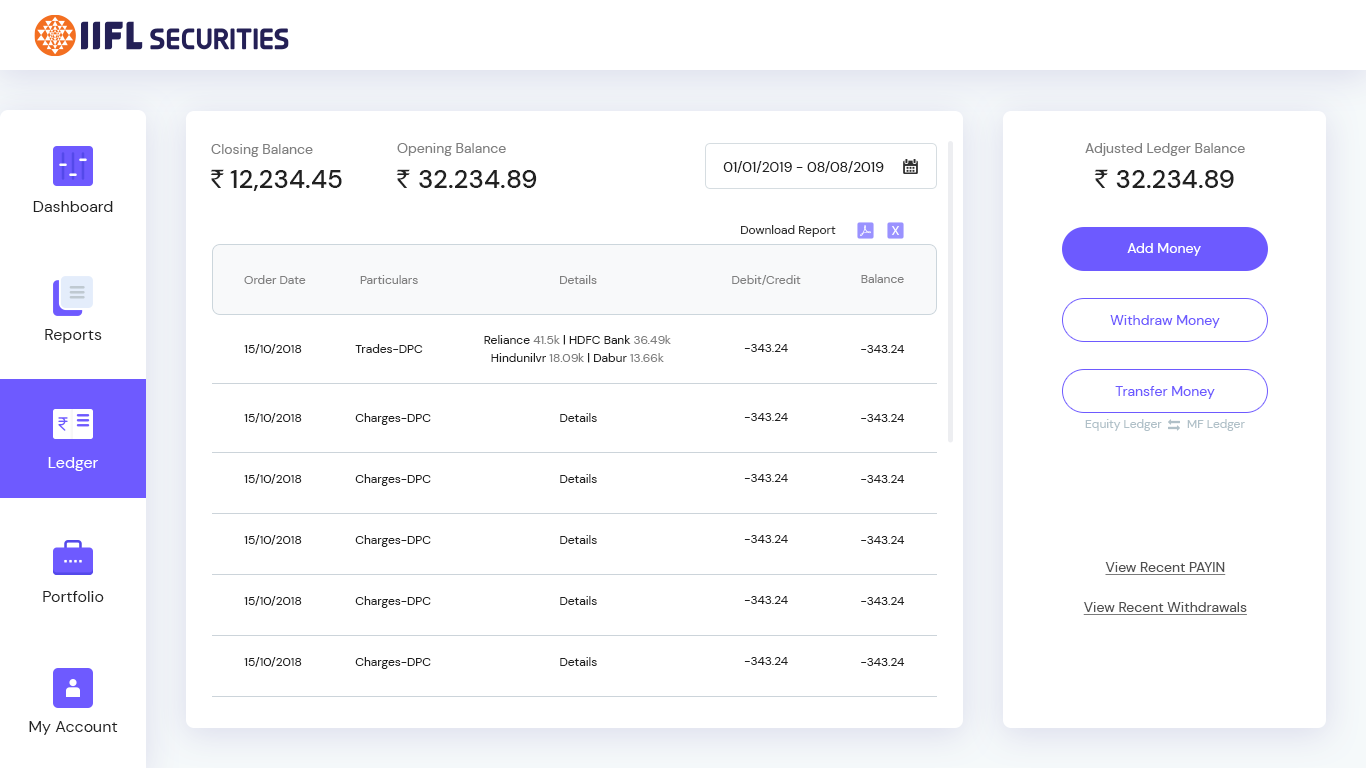 IIFL SECURITIES
Dashboard
Reports
₹
Ledger
Portfolio
My Account
Closing Balance
₹ 12,234.45
Opening Balance
₹ 32.234.89
01/01/2019 - 08/08/2019
Download Report X
Order Date Particulars Details Debit/Credit Balance
15/10/2018 Trades-DPC Reliance 41.5k | HDFC Bank 36.49k -343.24 -343.24
Hindunilvr 18.09k | Dabur 13.66k
15/10/2018 Charges-DPC Details -343.24 -343.24
15/10/2018 Charges-DPC Details -343.24 -343.24
15/10/2018 Charges-DPC Details -343.24 -343.24
15/10/2018 Charges-DPC Details -343.24 -343.24
15/10/2018 Charges-DPC Details -343.24 -343.24
Adjusted Ledger Balance
₹ 32.234.89
Add Money
Withdraw Money
Transfer Money
Equity Ledger MF Ledger
View Recent PAYIN
View Recent Withdrawals